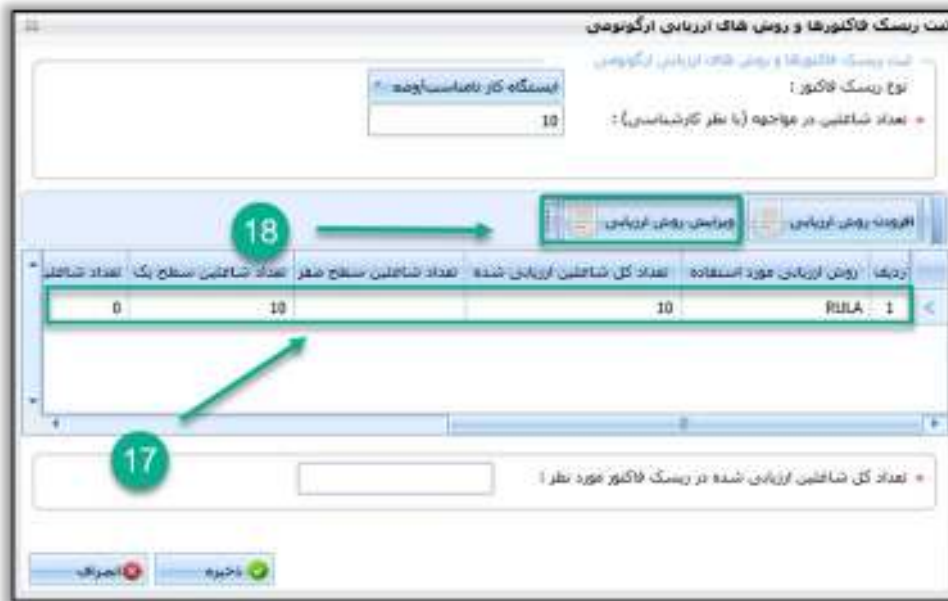 ثبت ریسک فاکتورها و روش های ارزیابی ارگونومی
ثبت ریسک فاکتورها و روش های ارزیابی ارگونومی
نوع ریسک فاکتور :
ایستگاه کار نامناسب/وضه
* تعداد شاغلین در مواجهه (با نظر کارشناسی) :
10
افزودن روش ارزیابی
ویرایش روش ارزیابی
18
ردیف روش ارزیابی مورد استفاده تعداد کل شاغلین ارزیابی شده تعداد شاغلین سطح صفر تعداد شاغلین سطح یک تعداد شاغلی
1 RULA 10 10 0
17
* تعداد کل شاغلین ارزیابی شده در ریسک فاکتور مورد نظر :
ذخیره
انصراف